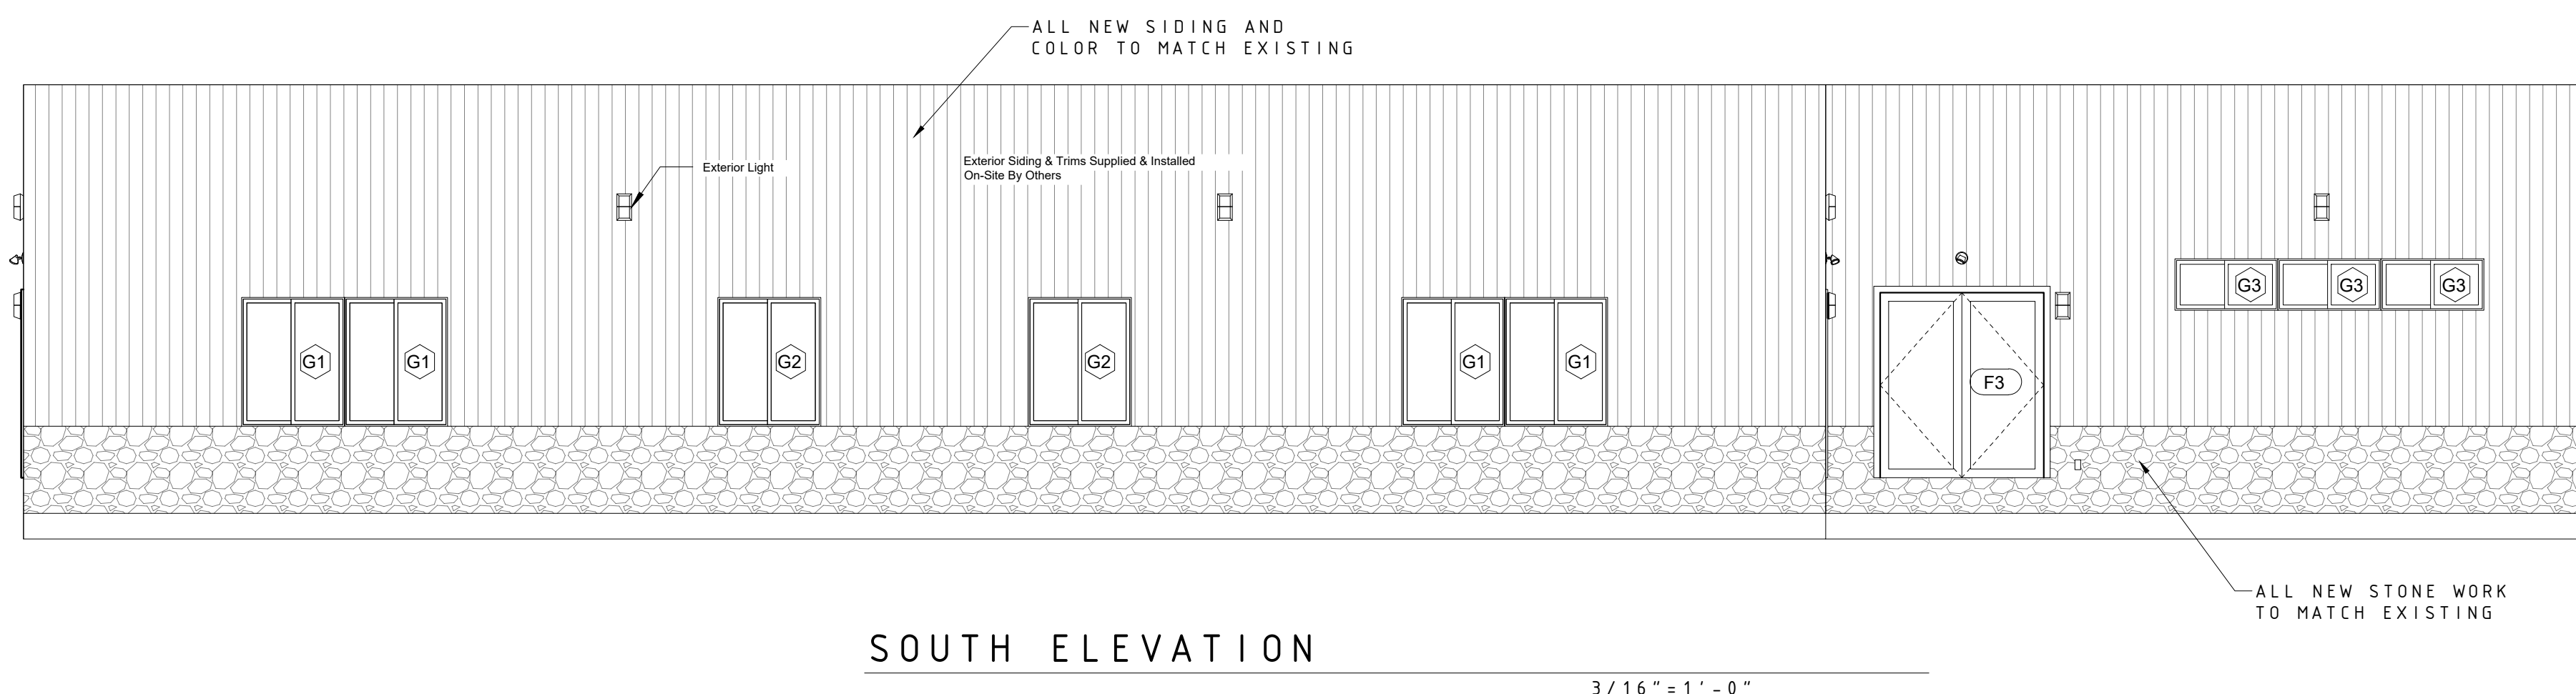 ALL NEW SIDING AND
COLOR TO MATCH EXISTING
Exterior Light
Exterior Siding & Trims Supplied & Installed
On-Site By Others
G3
G3
G3
G1
G1
G2
G2
G1
G1
F3
ALL NEW STONE WORK
TO MATCH EXISTING
SOUTH ELEVATION
3/16"=1'-0"